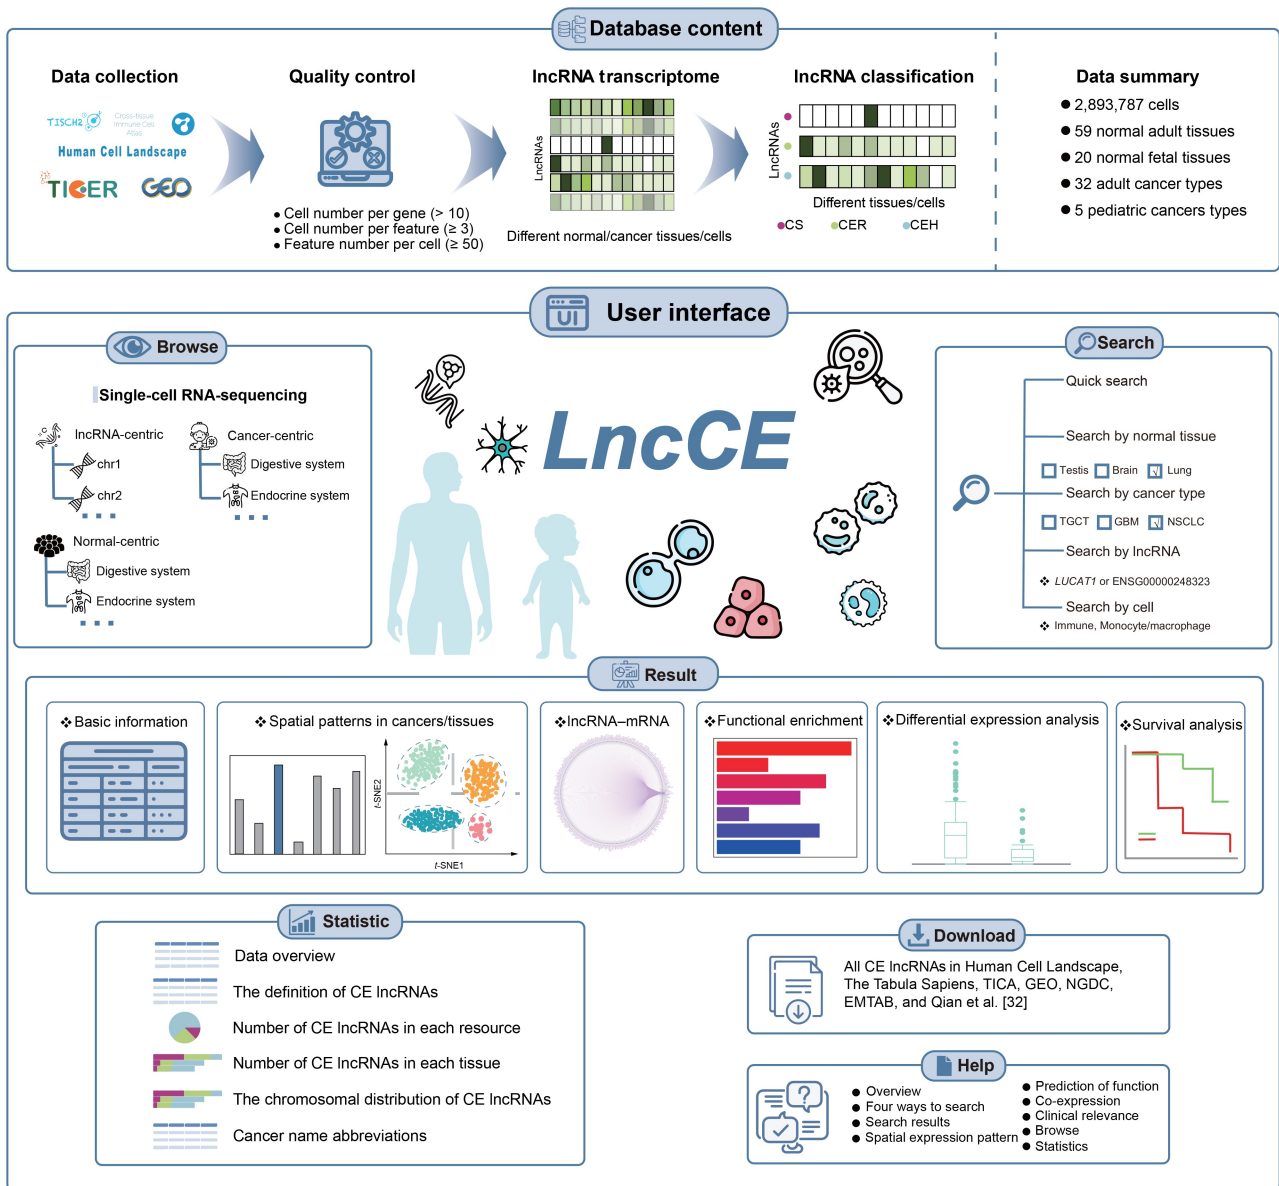 Database content
Data collection
TISCH2
Cross-tissue
Immune Cell
Atlas
Human Cell Landscape
TIGER
GEO
Quality control
Cell number per gene (> 10)
Cell number per feature (≥ 3)
Feature number per cell (≥ 50)
lncRNA transcriptome
LncRNAs
Different normal/cancer tissues/cells
lncRNA classification
LncRNAs
Different tissues/cells
CS
CER
CEH
Data summary
2,893,787 cells
59 normal adult tissues
20 normal fetal tissues
32 adult cancer types
5 pediatric cancers types
UI
User interface
Browse
Single-cell RNA-sequencing
lncRNA-centric
chr1
chr2
Cancer-centric
Digestive system
Endocrine system
Normal-centric
Digestive system
Endocrine system
LncCE
Search
Quick search
Search by normal tissue
Testis Brain √ Lung
Search by cancer type
TGCT GBM √ NSCLC
Search by lncRNA
LUCAT1 or ENSG00000248323
Search by cell
Immune, Monocyte/macrophage
Result
Basic information
Spatial patterns in cancers/tissues
t-SNE2
t-SNE1
lncRNA–mRNA
Functional enrichment
Differential expression analysis
Survival analysis
Statistic
Data overview
The definition of CE lncRNAs
Number of CE lncRNAs in each resource
Number of CE lncRNAs in each tissue
The chromosomal distribution of CE lncRNAs
Cancer name abbreviations
Download
All CE lncRNAs in Human Cell Landscape,
The Tabula Sapiens, TICA, GEO, NGDC,
EMTAB, and Qian et al. [32]
Help
Overview
Four ways to search
Search results
Spatial expression pattern
Prediction of function
Co-expression
Clinical relevance
Browse
Statistics